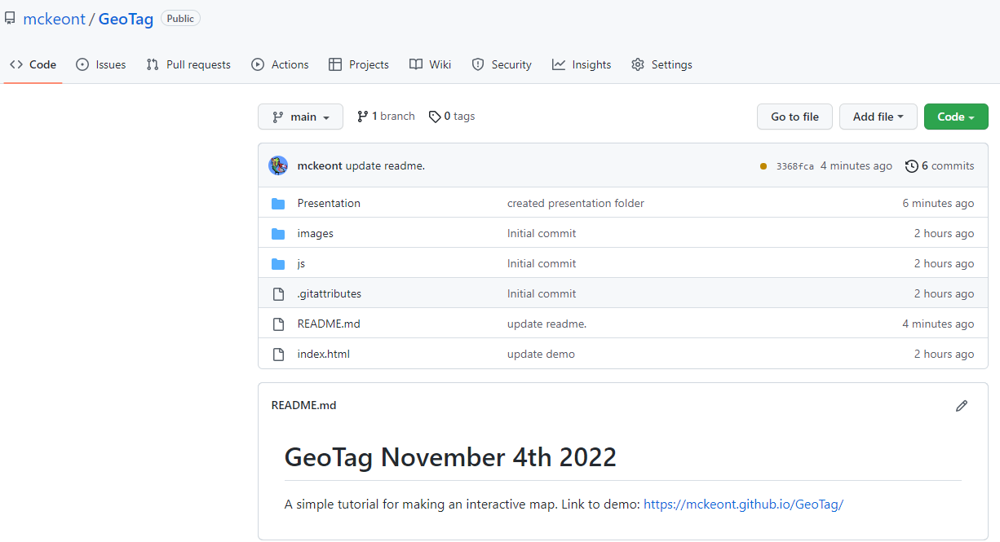 mckeont / GeoTag Public
Code Issues Pull requests Actions Projects Wiki Security Insights Settings
main 1 branch 0 tags Go to file Add file Code
mckeont update readme. 3368fca 4 minutes ago 6 commits
Presentation created presentation folder 6 minutes ago
images Initial commit 2 hours ago
js Initial commit 2 hours ago
.gitattributes Initial commit 2 hours ago
README.md update readme. 4 minutes ago
index.html update demo 2 hours ago
README.md
GeoTag November 4th 2022
A simple tutorial for making an interactive map. Link to demo: https://mckeont.github.io/GeoTag/